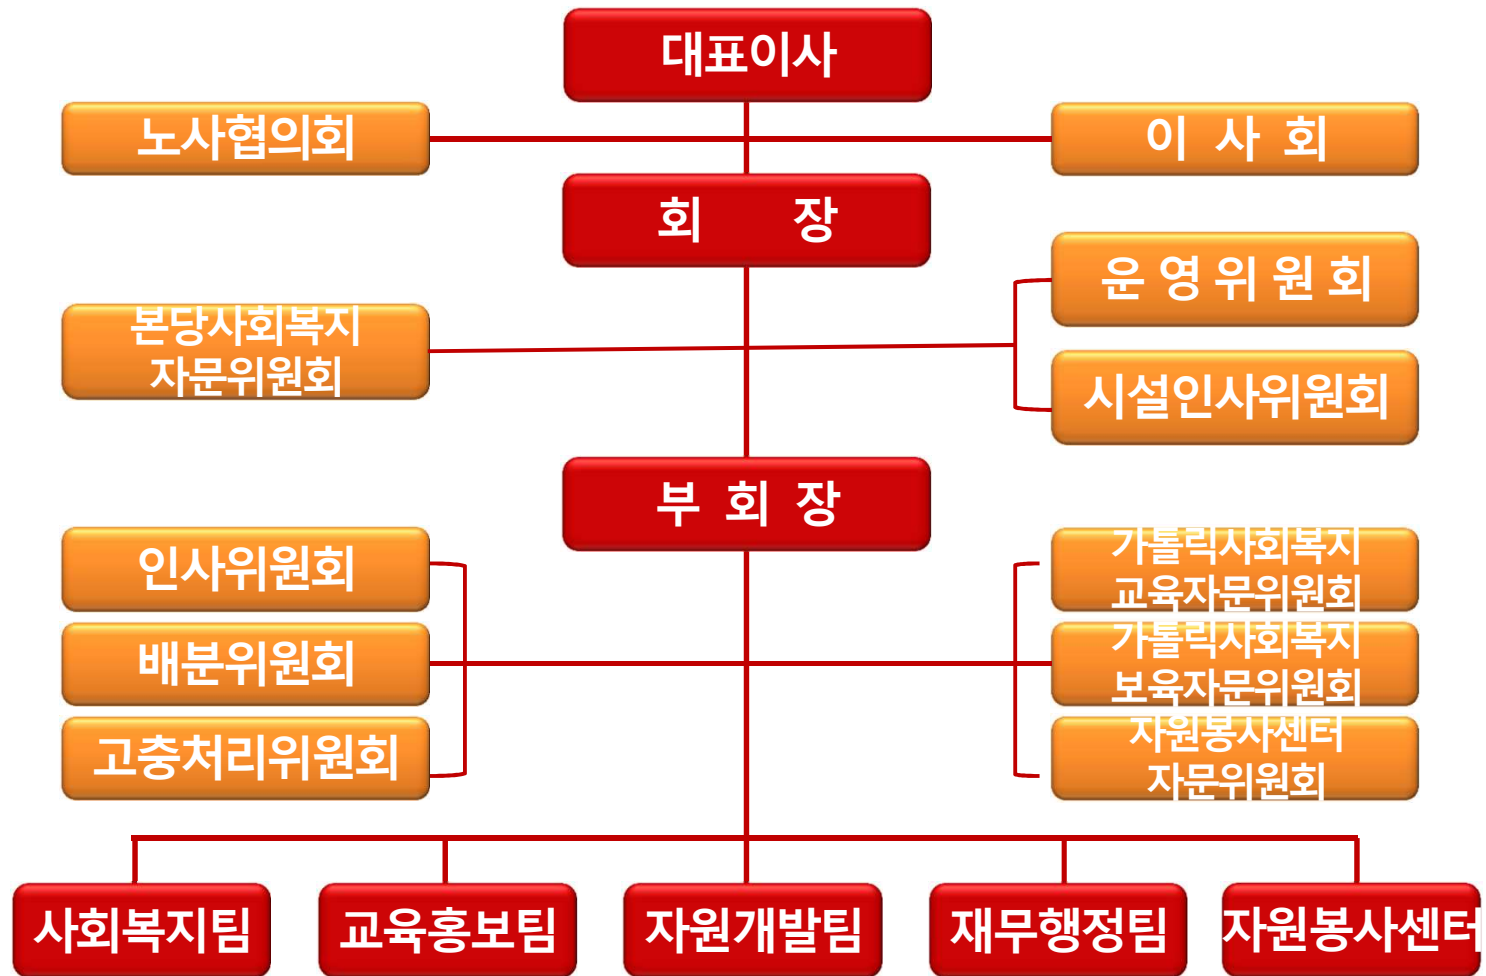 대표이사
노사협의회
이 사 회
회 장
운 영 위 원 회
본당사회복지
자문위원회
시설인사위원회
부 회 장
인사위원회
가톨릭사회복지
교육자문위원회
배분위원회
가톨릭사회복지
보육자문위원회
고충처리위원회
자원봉사센터
자문위원회
사회복지팀
교육홍보팀
자원개발팀
재무행정팀
자원봉사센터